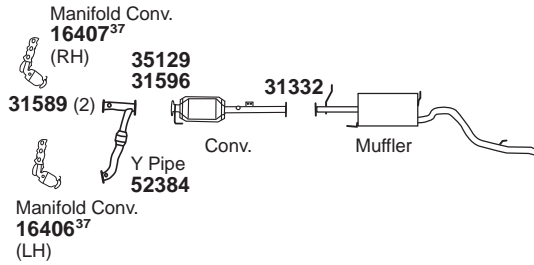 Manifold Conv.
16407³⁷
(RH)
35129
31596
31332
31589 (2)
Conv.
Muffler
Y Pipe
52384
Manifold Conv.
16406³⁷
(LH)